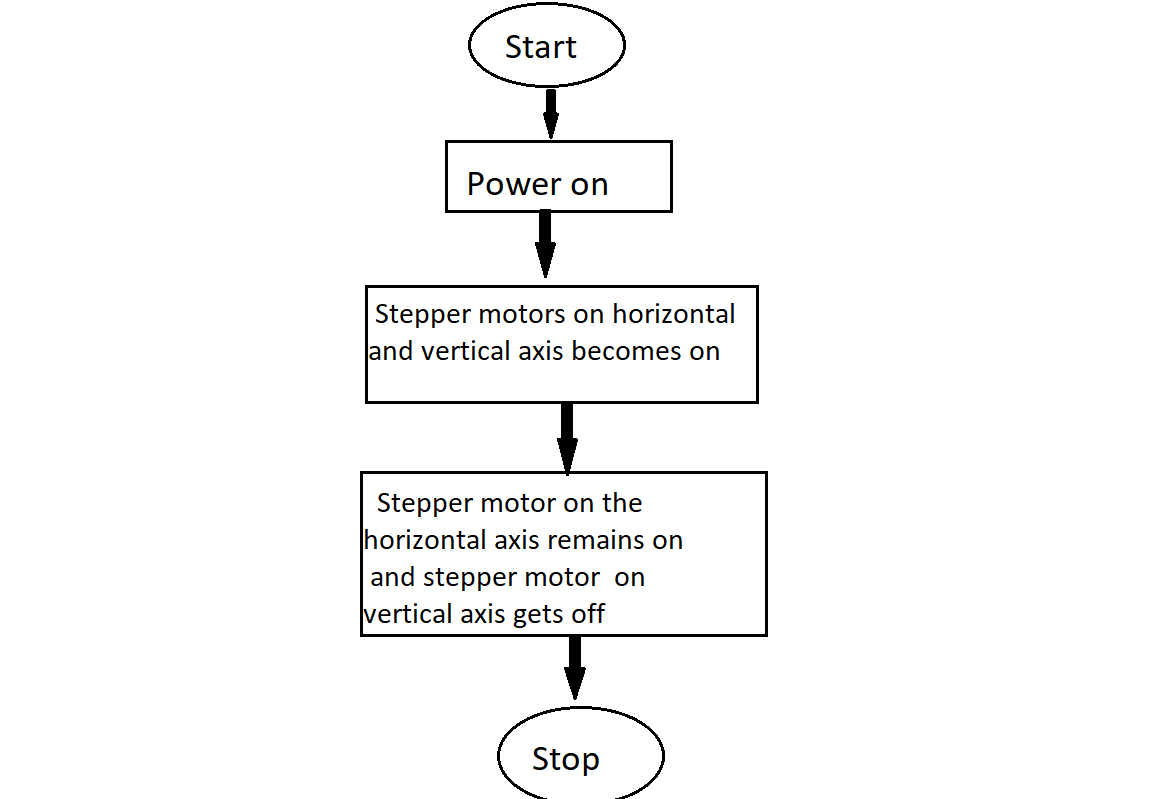 Start
Power on
Stepper motors on horizontal
and vertical axis becomes on
Stepper motor on the
horizontal axis remains on
and stepper motor  on
vertical axis gets off
Stop